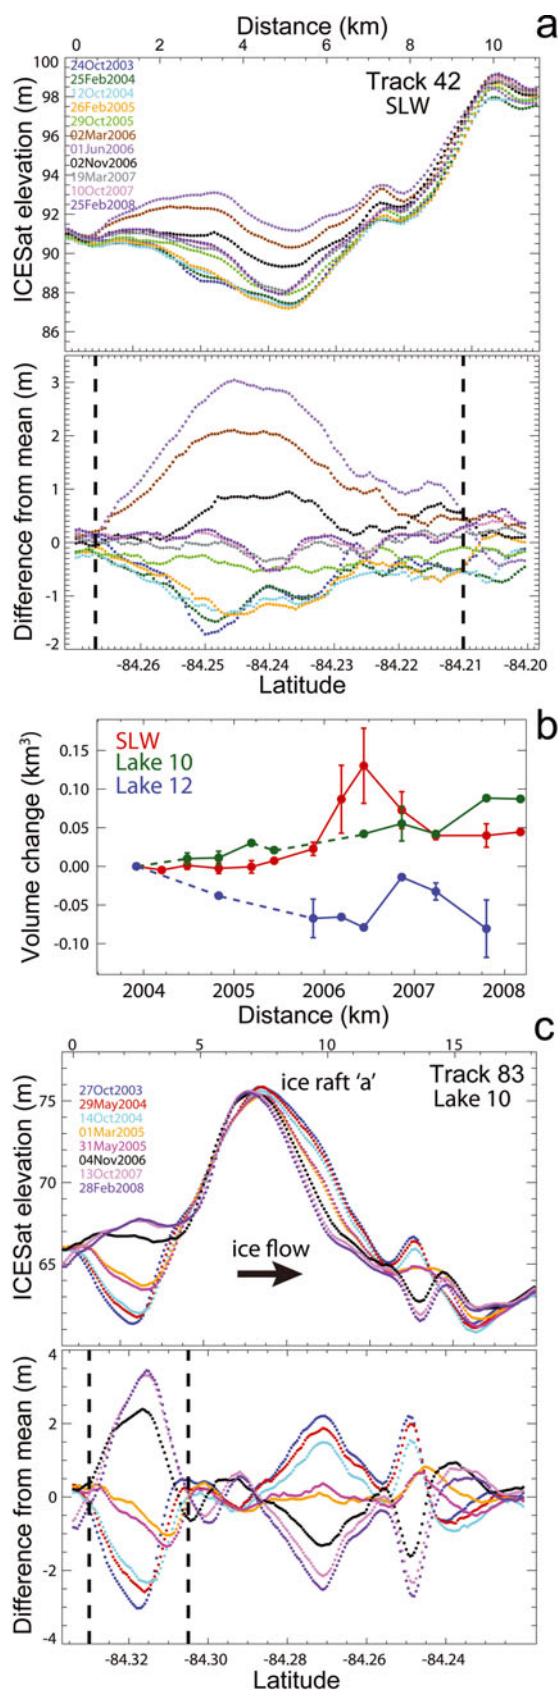 a
Distance (km)
0 2 4 6 8 10
100
98
96
94
92
90
88
86
ICESat elevation (m)
24Oct2003
25Feb2004
12Oct2004
26Feb2005
29Oct2005
02Mar2006
01Jun2006
02Nov2006
19Mar2007
10Oct2007
25Feb2008
Track 42
SLW
3
2
1
0
-1
-2
Difference from mean (m)
-84.26 -84.25 -84.24 -84.23 -84.22 -84.21 -84.20
Latitude
b
SLW
Lake 10
Lake 12
0.15
0.10
0.05
0.00
-0.05
-0.10
Volume change (km³)
2004 2005 2006 2007 2008
Distance (km)
c
0 5 10 15
75
65
ICESat elevation (m)
27Oct2003
29May2004
14Oct2004
01Mar2005
31May2005
04Nov2006
13Oct2007
28Feb2008
ice raft 'a'
Track 83
Lake 10
ice flow
4
2
0
-2
-4
Difference from mean (m)
-84.32 -84.30 -84.28 -84.26 -84.24
Latitude